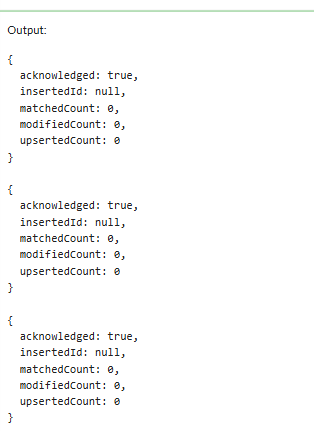 Output:
{
acknowledged: true,
insertedId: null,
matchedCount: 0,
modifiedCount: 0,
upsertedCount: 0
}
{
acknowledged: true,
insertedId: null,
matchedCount: 0,
modifiedCount: 0,
upsertedCount: 0
}
{
acknowledged: true,
insertedId: null,
matchedCount: 0,
modifiedCount: 0,
upsertedCount: 0
}